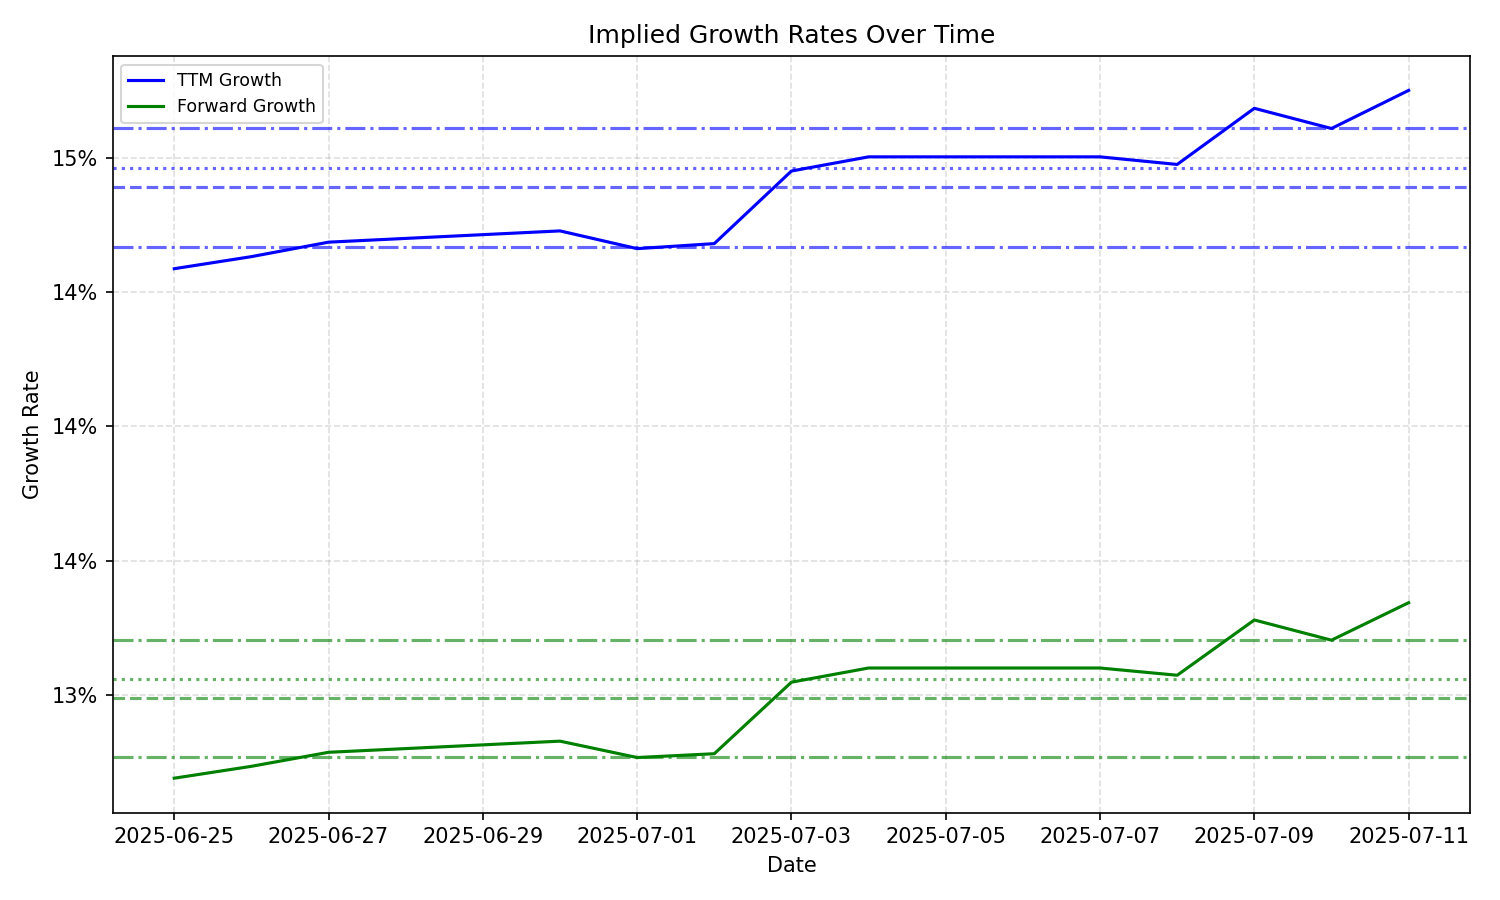 Implied Growth Rates Over Time
TTM Growth
Forward Growth
15%
14%
14%
14%
13%
Growth Rate
2025-06-25 2025-06-27 2025-06-29 2025-07-01 2025-07-03 2025-07-05 2025-07-07 2025-07-09 2025-07-11
Date